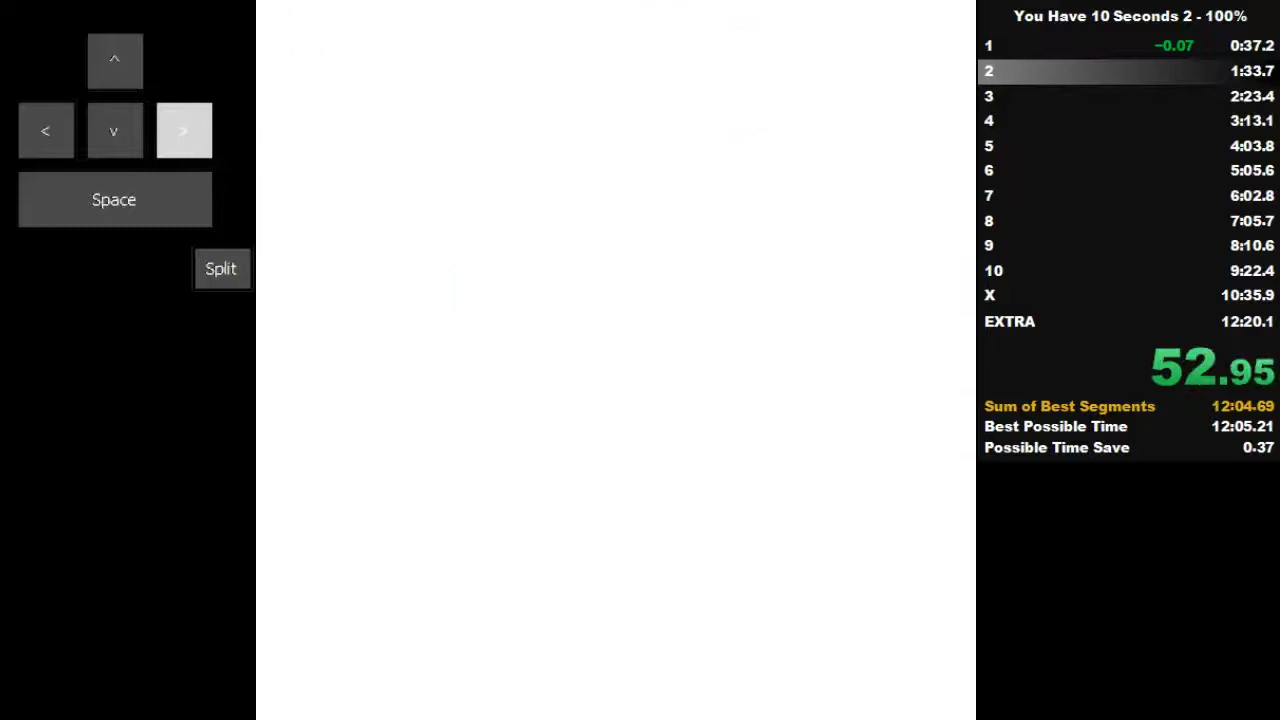 ^
< v >
Space
Split
You Have 10 Seconds 2 - 100%
1 −0.07 0:37.2
2 1:33.7
3 2:23.4
4 3:13.1
5 4:03.8
6 5:05.6
7 6:02.8
8 7:05.7
9 8:10.6
10 9:22.4
X 10:35.9
EXTRA 12:20.1
52.95
Sum of Best Segments 12:04.69
Best Possible Time 12:05.21
Possible Time Save 0.37